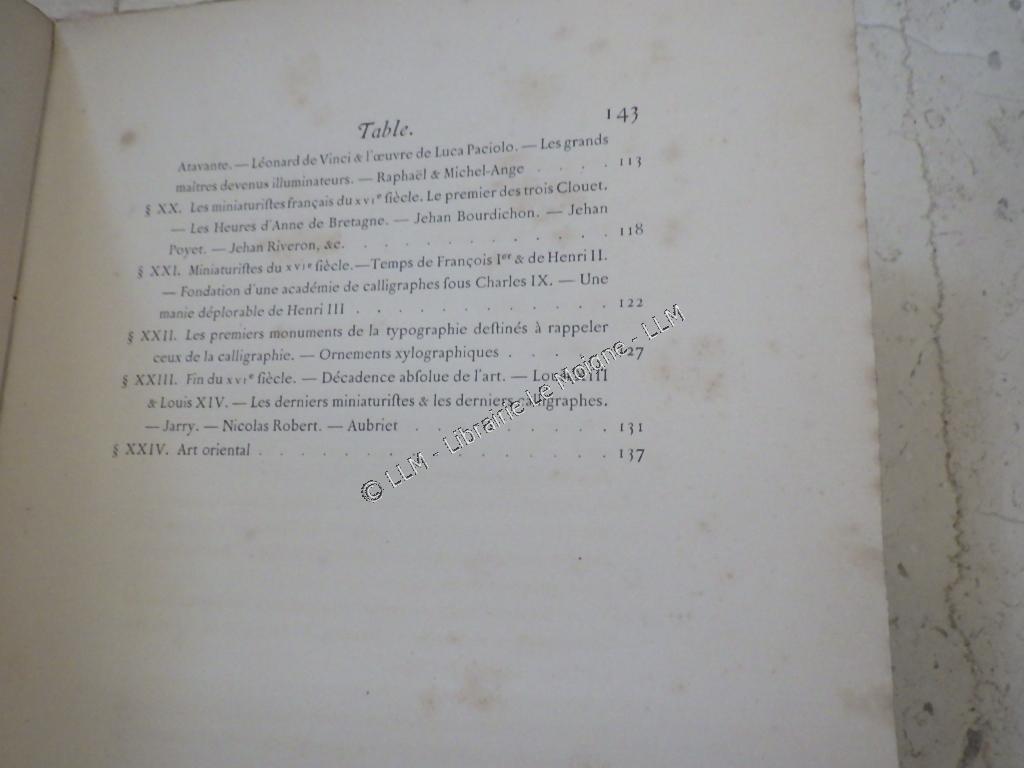 Table.
143
Atavante. — Léonard de Vinci & l'œuvre de Luca Paciolo. — Les grands
maîtres devenus illuminateurs. — Raphaël & Michel-Ange . . . . 113
§ XX. Les miniaturiſtes français du XVIe ſiècle. Le premier des trois Clouet.
— Les Heures d'Anne de Bretagne. — Jehan Bourdichon. — Jehan
Poyet. — Jehan Riveron, &c. . . . . . . . . . . . 118
§ XXI. Miniaturiſtes du XVIe ſiècle. — Temps de François Ier & de Henri II.
— Fondation d'une académie de calligraphes ſous Charles IX. — Une
manie déplorable de Henri III . . . . . . . . . . . 122
§ XXII. Les premiers monuments de la typographie deſtinés à rappeler
ceux de la calligraphie. — Ornements xylographiques . . . . 127
§ XXIII. Fin du XVIe ſiècle. — Décadence abſolue de l'art. — Louis XIII
& Louis XIV. — Les derniers miniaturiſtes & les derniers calligraphes.
— Jarry. — Nicolas Robert. — Aubriet . . . . . . . . 131
§ XXIV. Art oriental . . . . . . . . . . . . . . 137
© LLM - Librairie Le Moigne - LLM